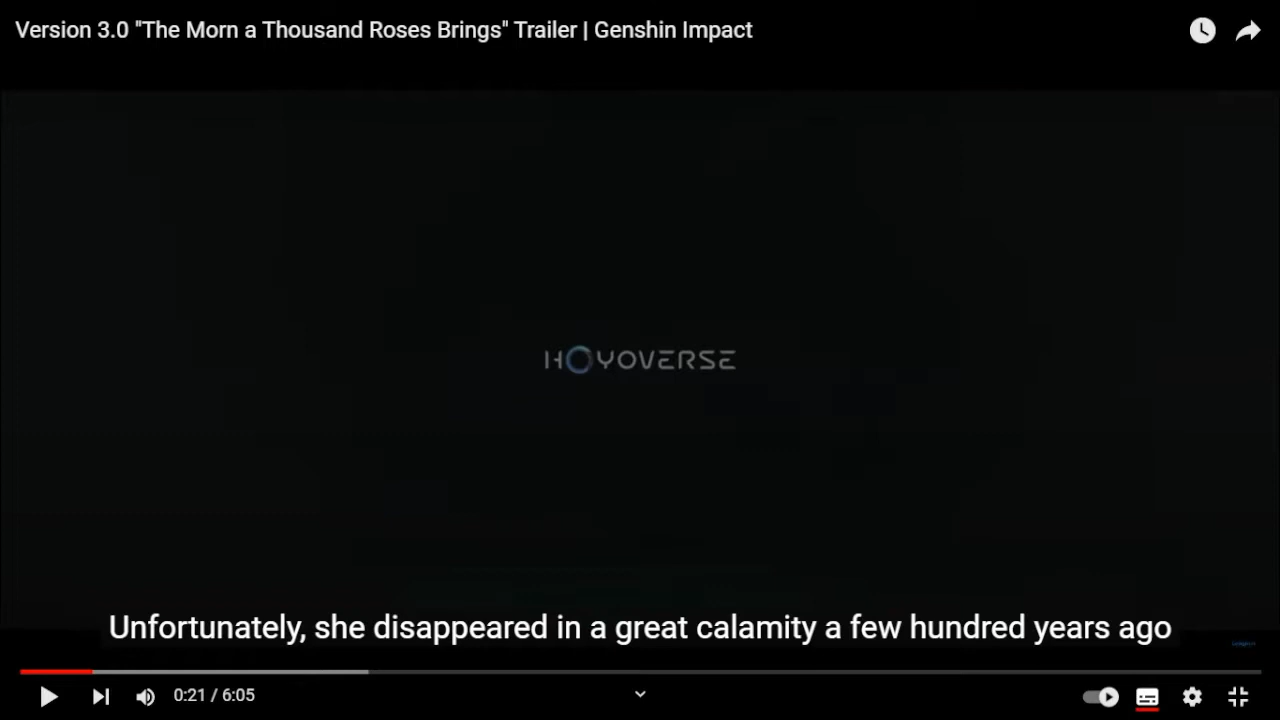 Version 3.0 "The Morn a Thousand Roses Brings" Trailer | Genshin Impact
HOYOVERSE
Unfortunately, she disappeared in a great calamity a few hundred years ago
0:21 / 6:05